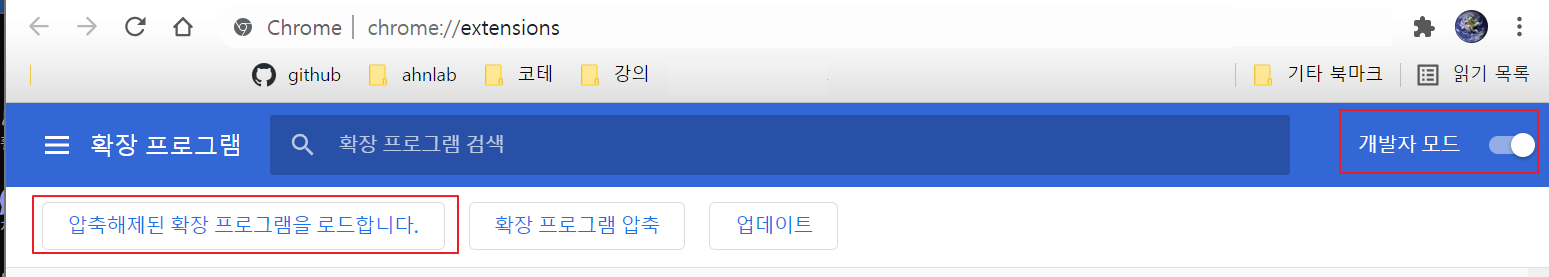 Chrome | chrome://extensions
github ahnlab 코테 강의 기타 북마크 읽기 목록
확장 프로그램 확장 프로그램 검색 개발자 모드
압축해제된 확장 프로그램을 로드합니다. 확장 프로그램 압축 업데이트